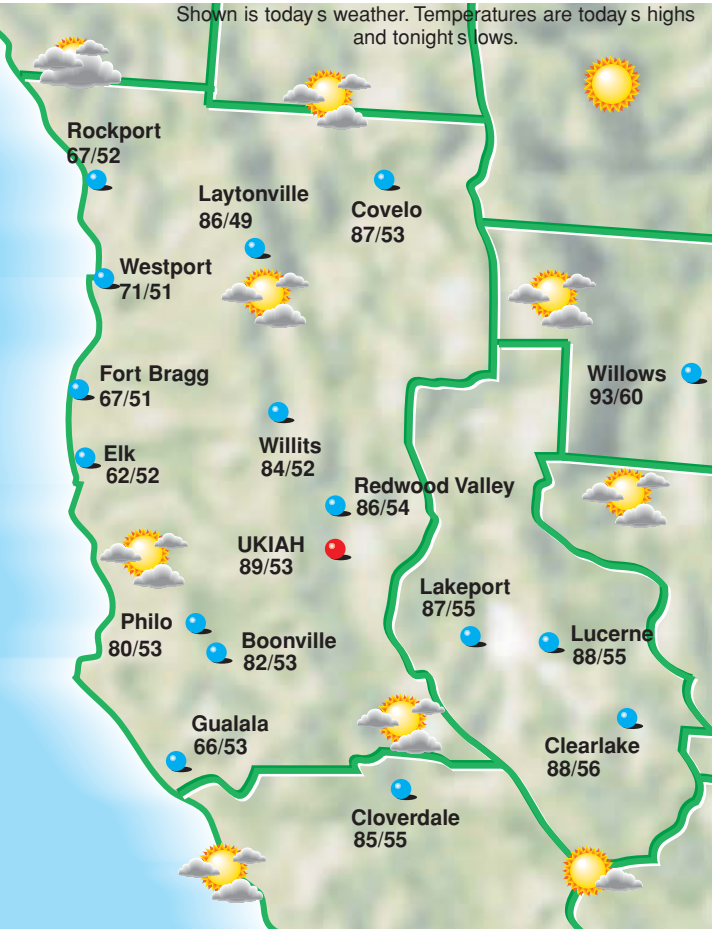 Shown is today s weather. Temperatures are today s highs
and tonight s lows.
Rockport
67/52
Laytonville
86/49
Covelo
87/53
Westport
71/51
Fort Bragg
67/51
Willows
93/60
Elk
62/52
Willits
84/52
Redwood Valley
86/54
UKIAH
89/53
Lakeport
87/55
Philo
80/53
Boonville
82/53
Lucerne
88/55
Gualala
66/53
Clearlake
88/56
Cloverdale
85/55